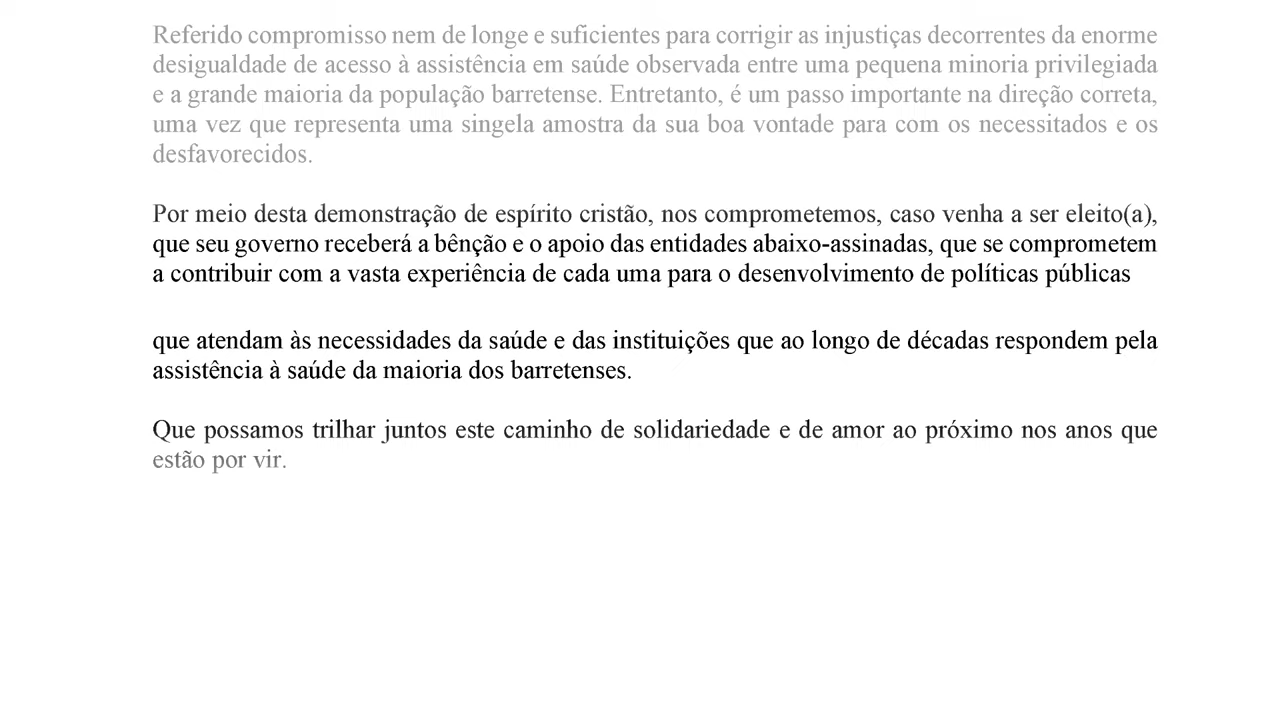 Referido compromisso nem de longe e suficientes para corrigir as injustiças decorrentes da enorme
desigualdade de acesso à assistência em saúde observada entre uma pequena minoria privilegiada
e a grande maioria da população barretense. Entretanto, é um passo importante na direção correta,
uma vez que representa uma singela amostra da sua boa vontade para com os necessitados e os
desfavorecidos.
Por meio desta demonstração de espírito cristão, nos comprometemos, caso venha a ser eleito(a),
que seu governo receberá a bênção e o apoio das entidades abaixo-assinadas, que se comprometem
a contribuir com a vasta experiência de cada uma para o desenvolvimento de políticas públicas
que atendam às necessidades da saúde e das instituições que ao longo de décadas respondem pela
assistência à saúde da maioria dos barretenses.
Que possamos trilhar juntos este caminho de solidariedade e de amor ao próximo nos anos que
estão por vir.